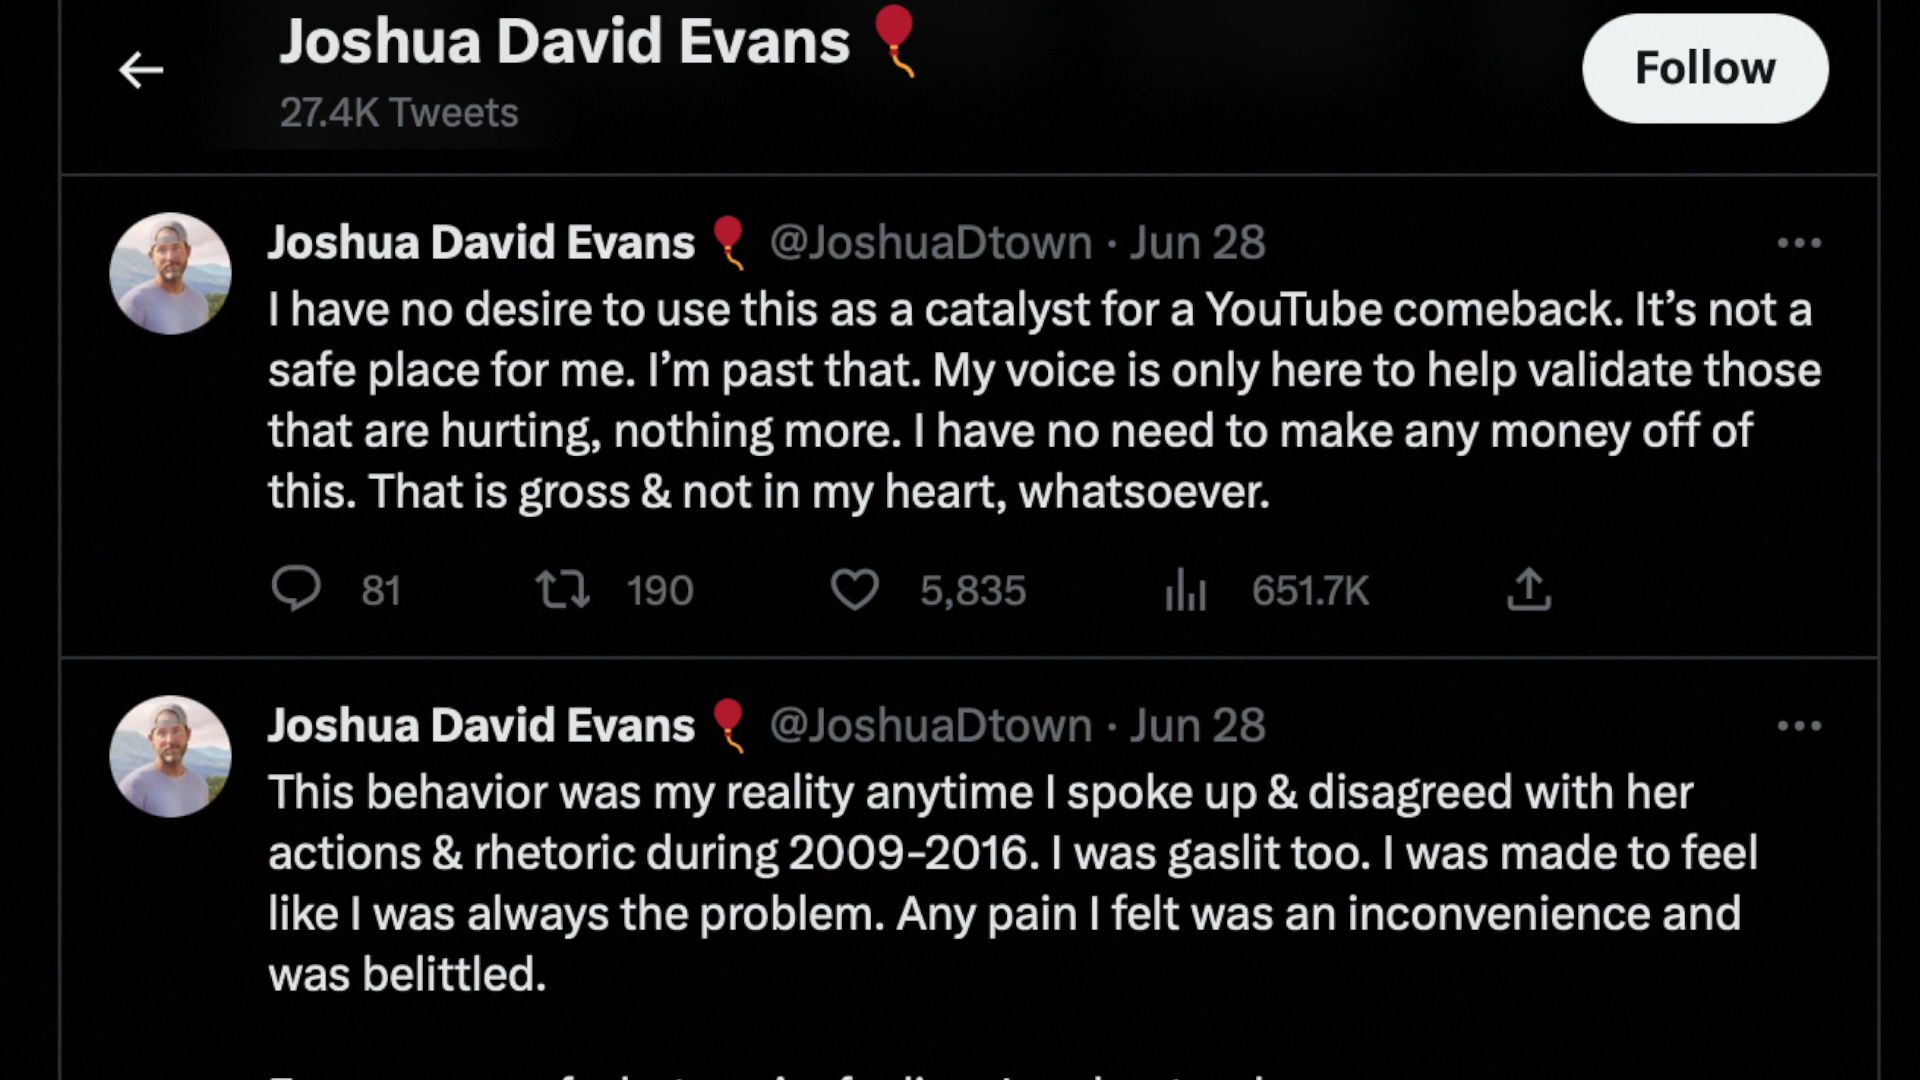 Joshua David Evans 🎈
27.4K Tweets
Follow
Joshua David Evans 🎈 @JoshuaDtown · Jun 28
I have no desire to use this as a catalyst for a YouTube comeback. It’s not a
safe place for me. I’m past that. My voice is only here to help validate those
that are hurting, nothing more. I have no need to make any money off of
this. That is gross & not in my heart, whatsoever.
81 190 5,835 651.7K
Joshua David Evans 🎈 @JoshuaDtown · Jun 28
This behavior was my reality anytime I spoke up & disagreed with her
actions & rhetoric during 2009-2016. I was gaslit too. I was made to feel
like I was always the problem. Any pain I felt was an inconvenience and
was belittled.